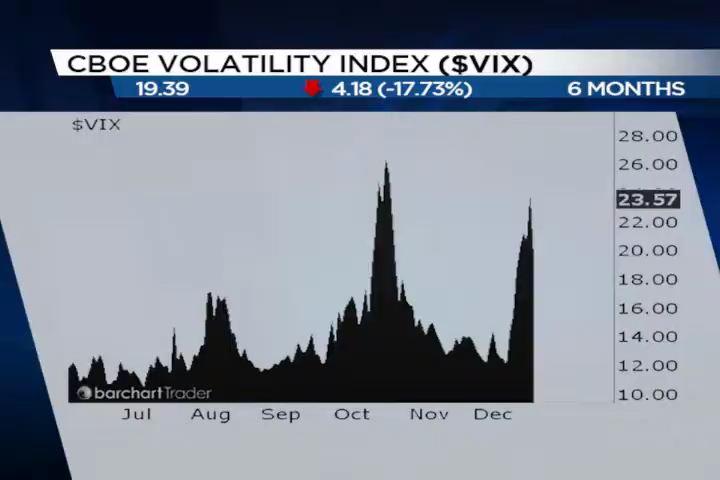 CBOE VOLATILITY INDEX ($VIX)
19.39 4.18 (-17.73%) 6 MONTHS
$VIX
28.00
26.00
23.57
22.00
20.00
18.00
16.00
14.00
12.00
10.00
barchartTrader
Jul Aug Sep Oct Nov Dec